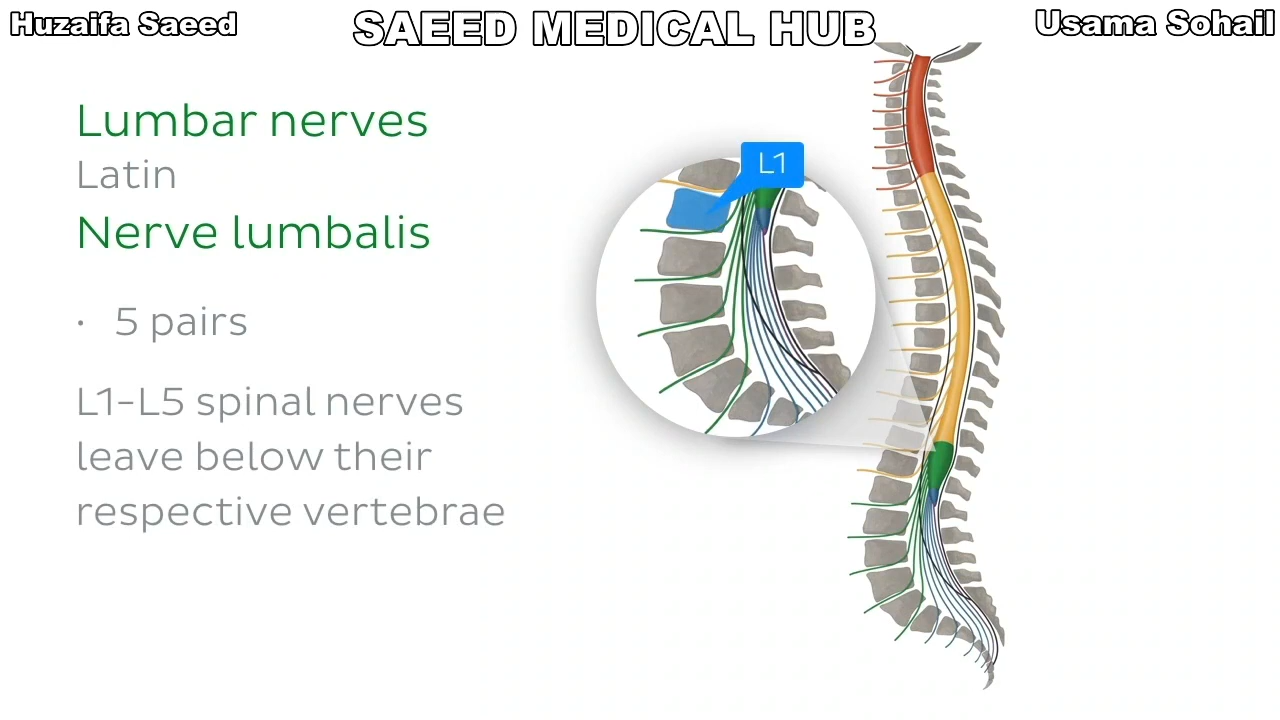 Huzaifa Saeed
SAEED MEDICAL HUB
Usama Sohail
Lumbar nerves
Latin
Nerve lumbalis
• 5 pairs
L1-L5 spinal nerves
leave below their
respective vertebrae
L1